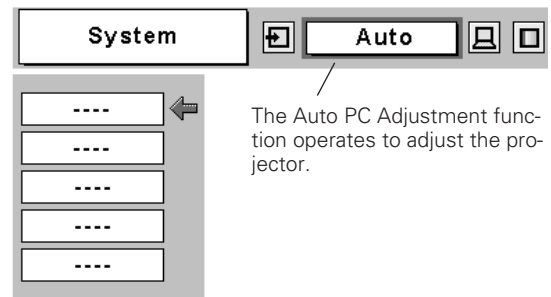 System
Auto
----
----
----
----
----
The Auto PC Adjustment func-
tion operates to adjust the pro-
jector.